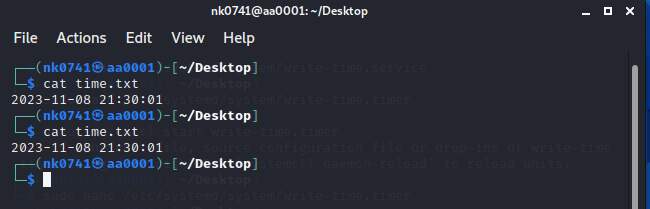 nk0741@aa0001: ~/Desktop
File Actions Edit View Help
┌──(nk0741㉿aa0001)-[~/Desktop]
└─$ cat time.txt
2023-11-08 21:30:01
┌──(nk0741㉿aa0001)-[~/Desktop]
└─$ cat time.txt
2023-11-08 21:30:01
┌──(nk0741㉿aa0001)-[~/Desktop]
└─$